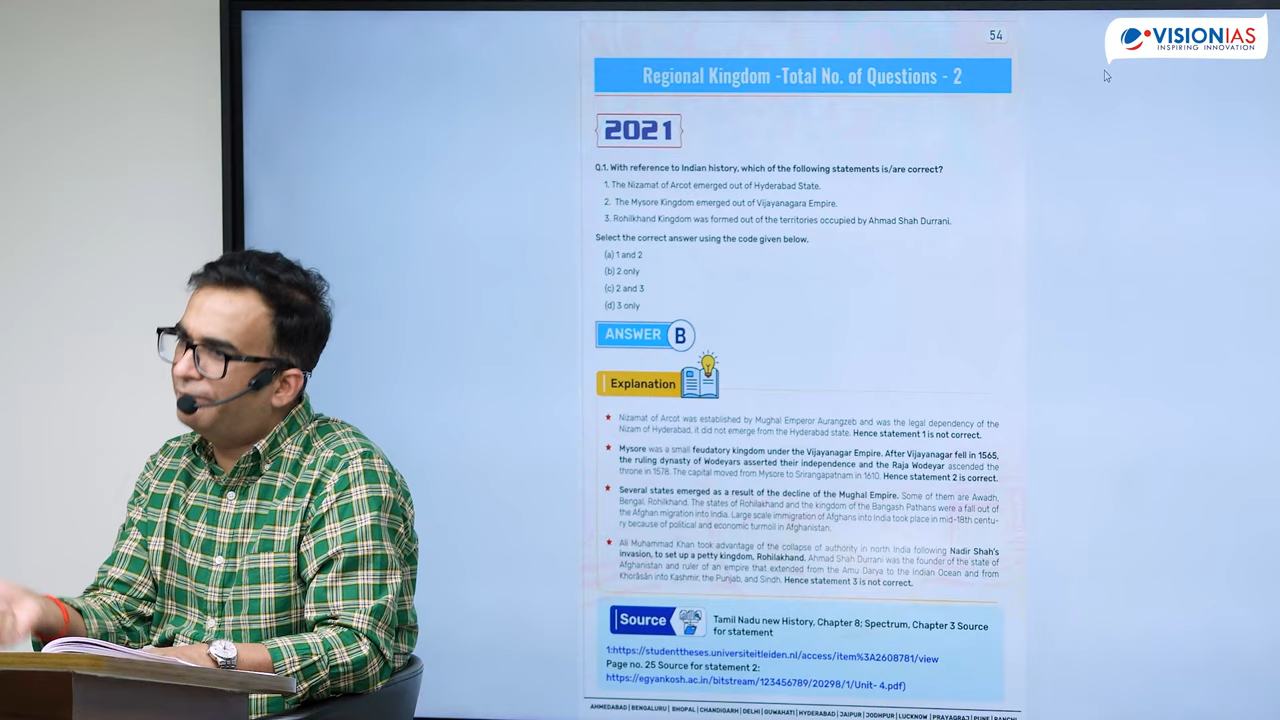 VISIONIAS
INSPIRING INNOVATION
54
Regional Kingdom -Total No. of Questions - 2
2021
Q.1. With reference to Indian history, which of the following statements is/are correct?
1. The Nizamat of Arcot emerged out of Hyderabad State.
2. The Mysore Kingdom emerged out of Vijayanagara Empire.
3. Rohilkhand Kingdom was formed out of the territories occupied by Ahmad Shah Durrani.
Select the correct answer using the code given below.
(a) 1 and 2
(b) 2 only
(c) 2 and 3
(d) 3 only
ANSWER B
Explanation
★ Nizamat of Arcot was established by Mughal Emperor Aurangzeb and was the legal dependency of the
Nizam of Hyderabad, it did not emerge from the Hyderabad state. Hence statement 1 is not correct.
★ Mysore was a small feudatory kingdom under the Vijayanagar Empire. After Vijayanagar fell in 1565,
the ruling dynasty of Wodeyars asserted their independence and the Raja Wodeyar ascended the
throne in 1578. The capital moved from Mysore to Srirangapatnam in 1610. Hence statement 2 is correct.
★ Several states emerged as a result of the decline of the Mughal Empire. Some of them are Awadh,
Bengal, Rohilkhand. The states of Rohilakhand and the kingdom of the Bangash Pathans were a fall out of
the Afghan migration into India. Large scale immigration of Afghans into India took place in mid-18th centu-
ry because of political and economic turmoil in Afghanistan.
★ Ali Muhammad Khan took advantage of the collapse of authority in north India following Nadir Shah's
invasion, to set up a petty kingdom, Rohilakhand. Ahmad Shah Durrani was the founder of the state of
Afghanistan and ruler of an empire that extended from the Amu Darya to the Indian Ocean and from
Khorāsān into Kashmir, the Punjab, and Sindh. Hence statement 3 is not correct.
Source
Tamil Nadu new History, Chapter 8; Spectrum, Chapter 3 Source
for statement
1:https://studenttheses.universiteitleiden.nl/access/item%3A2608781/view
Page no. 25 Source for statement 2:
https://egyankosh.ac.in/bitstream/123456789/20298/1/Unit- 4.pdf)
AHMEDABAD | BENGALURU | BHOPAL | CHANDIGARH | DELHI | GUWAHATI | HYDERABAD | JAIPUR | JODHPUR | LUCKNOW | PRAYAGRAJ | PUNE | RANCHI